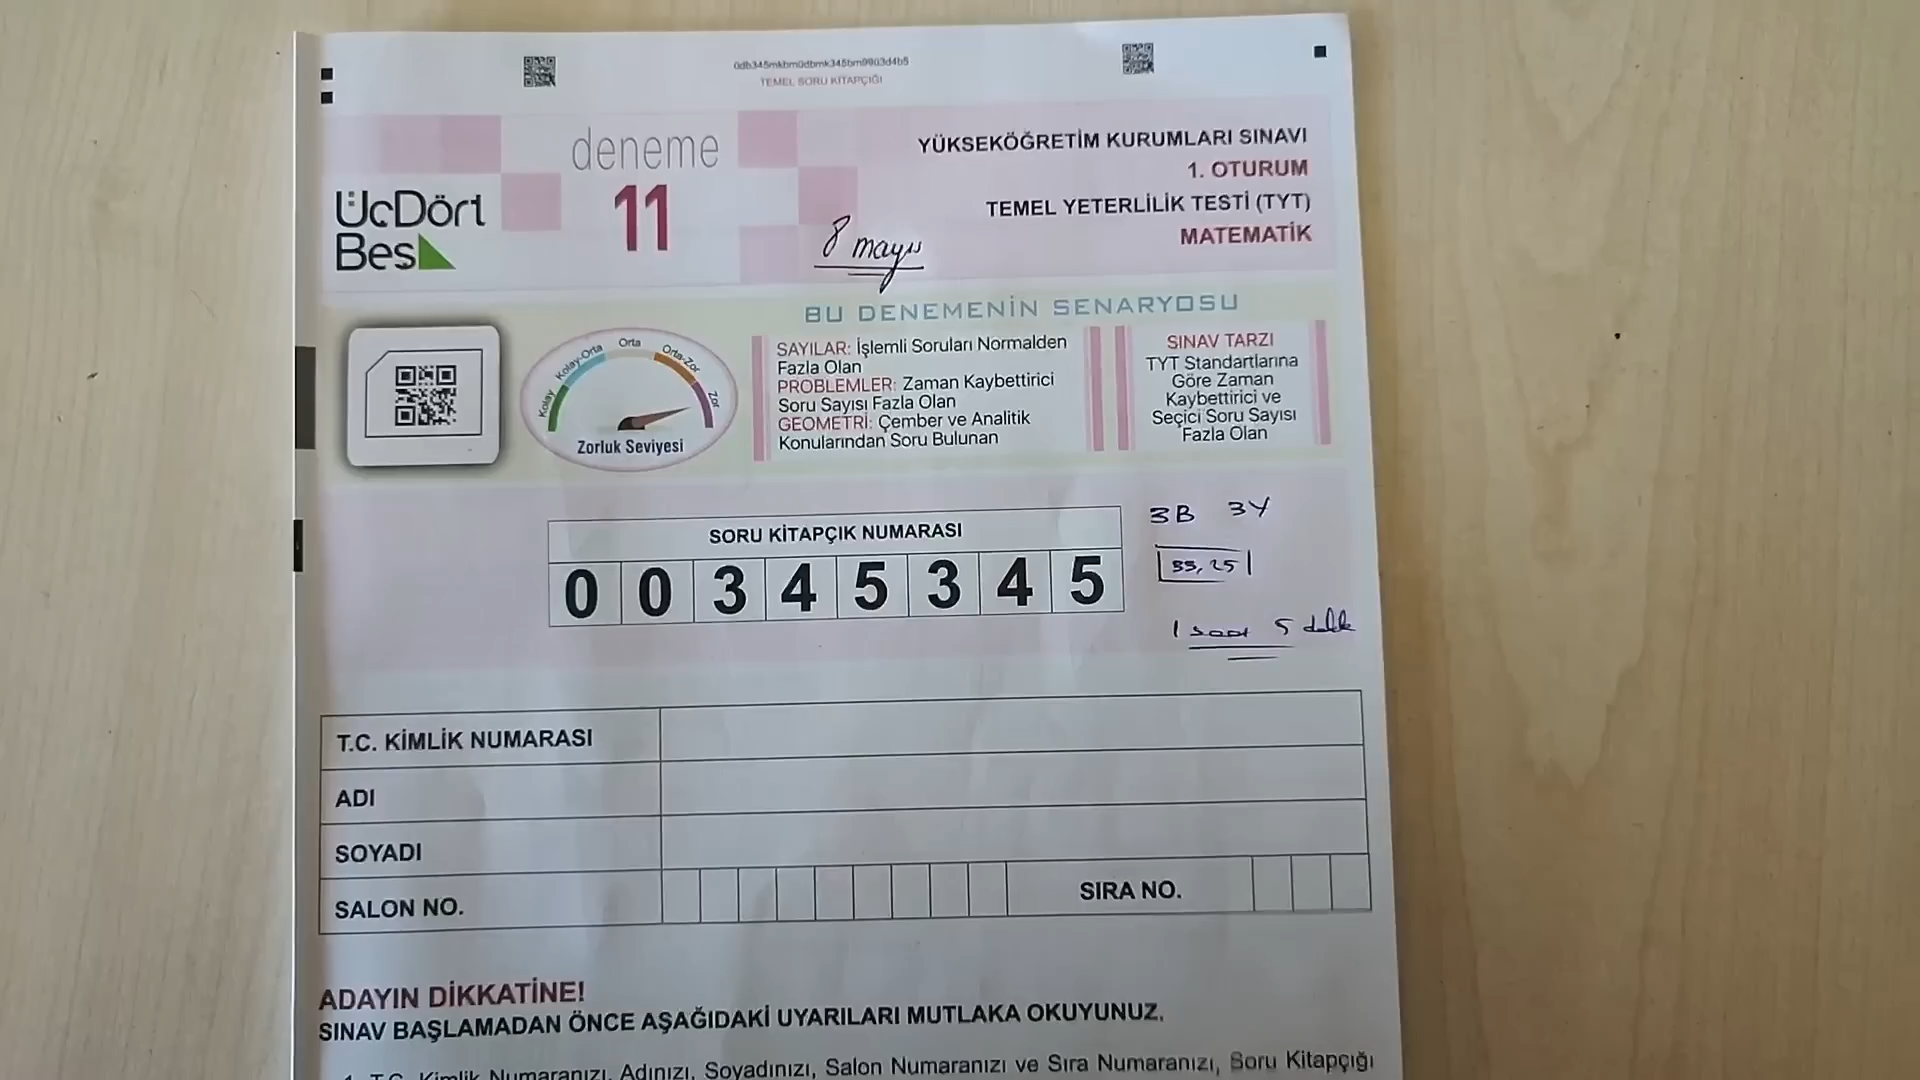 0db345mkbm0dbmk345bm9903d4b5
TEMEL SORU KİTAPÇIĞI
deneme
11
ÜçDört
Beş
8 mayıs
YÜKSEKÖĞRETİM KURUMLARI SINAVI
1. OTURUM
TEMEL YETERLİLİK TESTİ (TYT)
MATEMATİK
BU DENEMENİN SENARYOSU
Kolay
Kolay-Orta
Orta
Orta-Zor
Zor
Zorluk Seviyesi
SAYILAR: İşlemli Soruları Normalden
Fazla Olan
PROBLEMLER: Zaman Kaybettirici
Soru Sayısı Fazla Olan
GEOMETRİ: Çember ve Analitik
Konularından Soru Bulunan
SINAV TARZI
TYT Standartlarına
Göre Zaman
Kaybettirici ve
Seçici Soru Sayısı
Fazla Olan
SORU KİTAPÇIK NUMARASI
0 0 3 4 5 3 4 5
3B 3Y
33,25
1 saat 5 dakika
T.C. KİMLİK NUMARASI
ADI
SOYADI
SALON NO.
SIRA NO.
ADAYIN DİKKATİNE!
SINAV BAŞLAMADAN ÖNCE AŞAĞIDAKİ UYARILARI MUTLAKA OKUYUNUZ.
1. T.C. Kimlik Numaranızı, Adınızı, Soyadınızı, Salon Numaranızı ve Sıra Numaranızı, Soru Kitapçığı